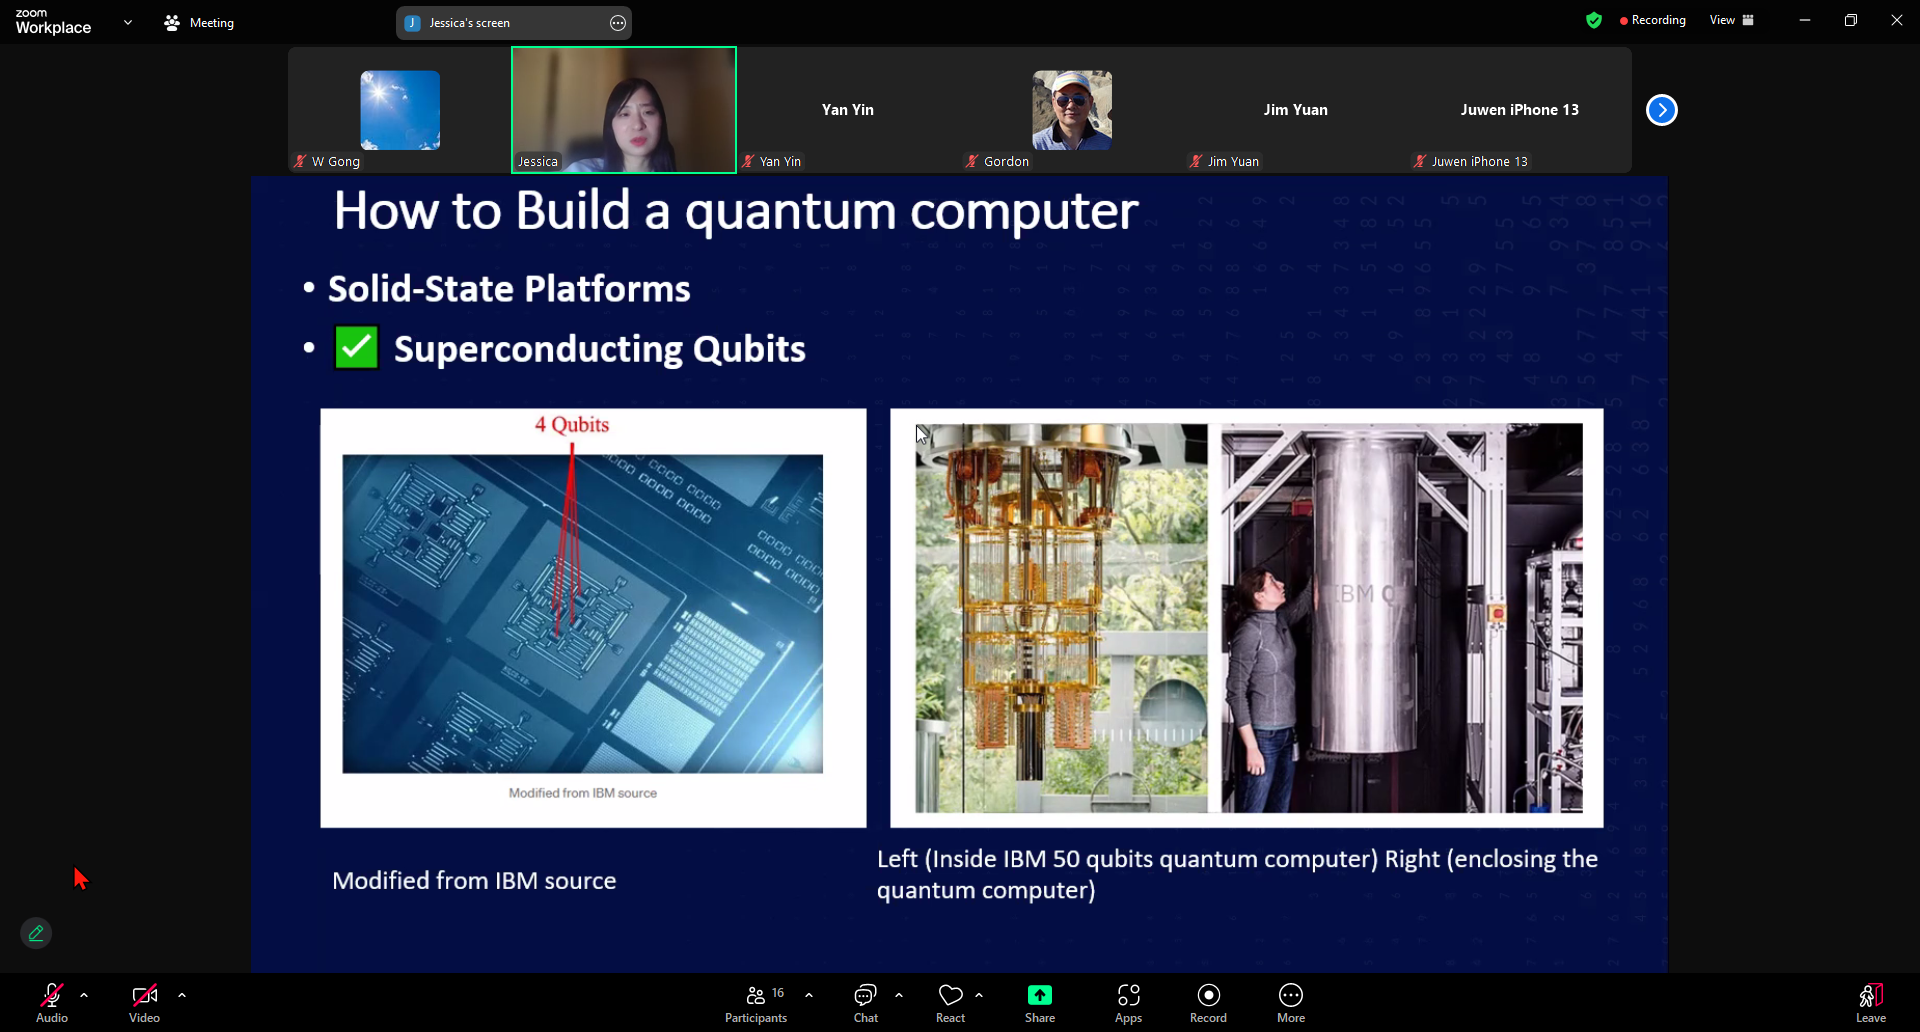 zoom
Workplace
Meeting
J
Jessica's screen
Recording
View
W Gong
Jessica
Yan Yin
Yan Yin
Gordon
Jim Yuan
Jim Yuan
Juwen iPhone 13
Juwen iPhone 13
How to Build a quantum computer
• Solid-State Platforms
• ✅ Superconducting Qubits
4 Qubits
Modified from IBM source
IBM Q
Modified from IBM source
Left (Inside IBM 50 qubits quantum computer) Right (enclosing the
quantum computer)
Audio
Video
16
Participants
Chat
React
Share
Apps
Record
More
Leave